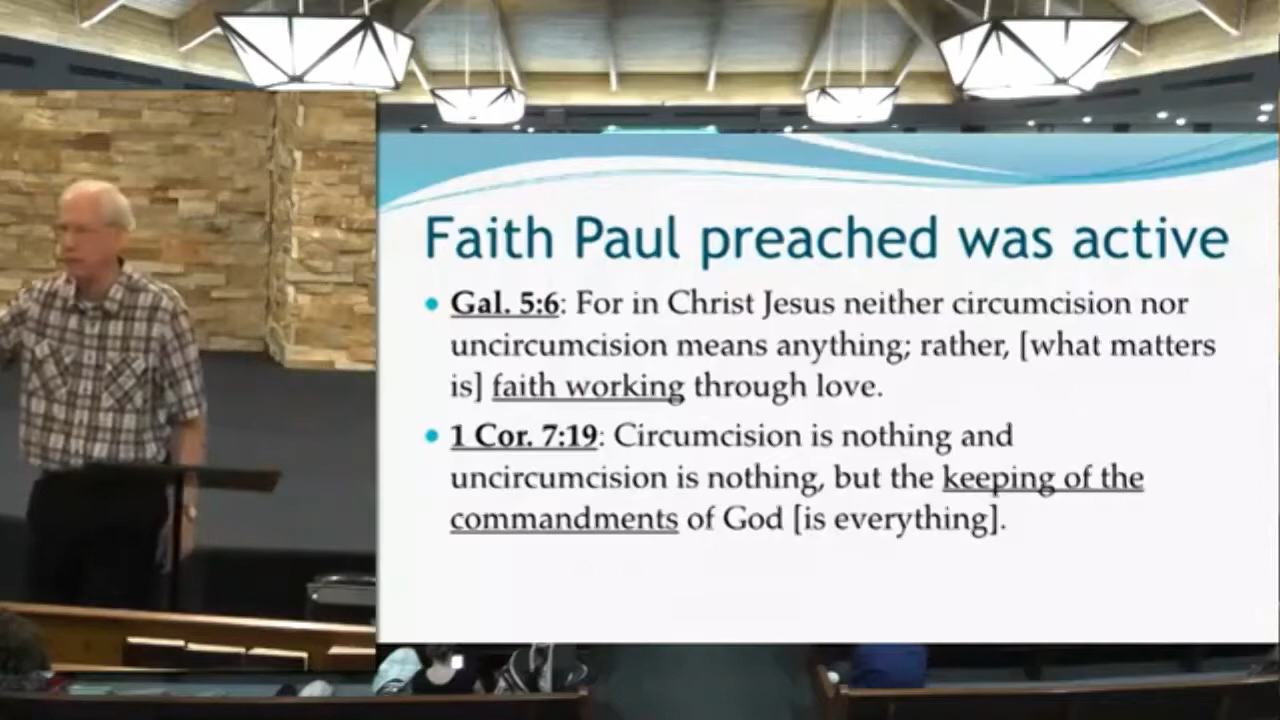 Faith Paul preached was active
• Gal. 5:6: For in Christ Jesus neither circumcision nor
uncircumcision means anything; rather, [what matters
is] faith working through love.
• 1 Cor. 7:19: Circumcision is nothing and
uncircumcision is nothing, but the keeping of the
commandments of God [is everything].